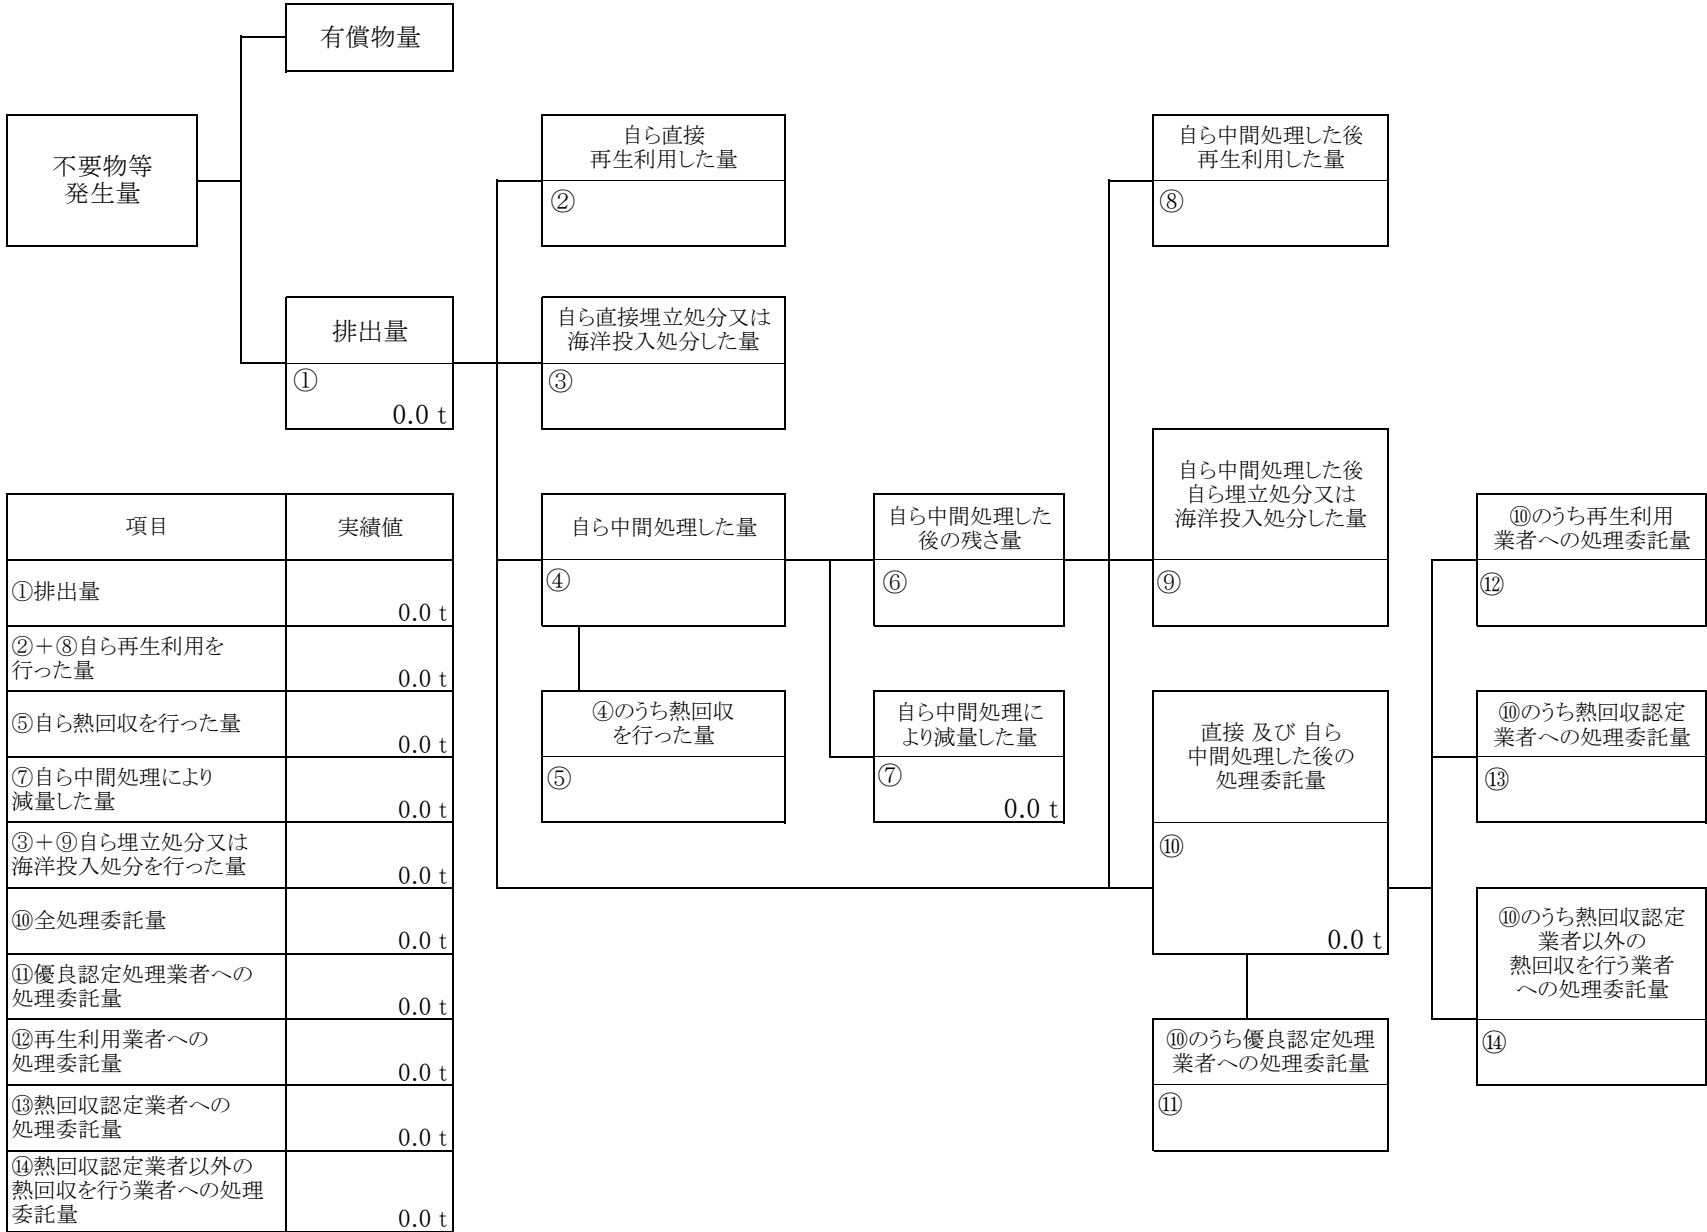 有償物量
不要物等
発生量
自ら直接
再生利用した量
②
自ら中間処理した後
再生利用した量
⑧
排出量
①
0.0 t
自ら直接埋立処分又は
海洋投入処分した量
③
自ら中間処理した量
④
自ら中間処理した
後の残さ量
⑥
自ら中間処理した後
自ら埋立処分又は
海洋投入処分した量
⑨
⑩のうち再生利用
業者への処理委託量
⑫
④のうち熱回収
を行った量
⑤
自ら中間処理に
より減量した量
⑦
0.0 t
直接 及び 自ら
中間処理した後の
処理委託量
⑩
0.0 t
⑩のうち熱回収認定
業者への処理委託量
⑬
⑩のうち熱回収認定
業者以外の
熱回収を行う業者
への処理委託量
⑭
⑩のうち優良認定処理
業者への処理委託量
⑪
項目
実績値
①排出量
0.0 t
②+⑧自ら再生利用を
行った量
0.0 t
⑤自ら熱回収を行った量
0.0 t
⑦自ら中間処理により
減量した量
0.0 t
③+⑨自ら埋立処分又は
海洋投入処分を行った量
0.0 t
⑩全処理委託量
0.0 t
⑪優良認定処理業者への
処理委託量
0.0 t
⑫再生利用業者への
処理委託量
0.0 t
⑬熱回収認定業者への
処理委託量
0.0 t
⑭熱回収認定業者以外の
熱回収を行う業者への処理
委託量
0.0 t